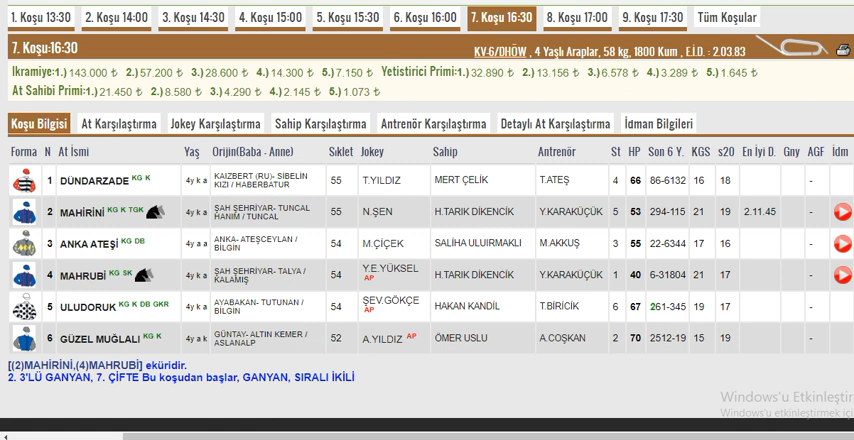 1. Koşu 13:30 2. Koşu 14:00 3. Koşu 14:30 4. Koşu 15:00 5. Koşu 15:30 6. Koşu 16:00 7. Koşu 16:30 8. Koşu 17:00 9. Koşu 17:30 Tüm Koşular
7. Koşu:16:30 KV-6/DHÖW , 4 Yaşlı Araplar, 58 kg, 1800 Kum , E.İ.D. : 2.03.83
Ikramiye:1.) 143.000 ₺ 2.) 57.200 ₺ 3.) 28.600 ₺ 4.) 14.300 ₺ 5.) 7.150 ₺ Yetistirici Primi:1.) 32.890 ₺ 2.) 13.156 ₺ 3.) 6.578 ₺ 4.) 3.289 ₺ 5.) 1.645 ₺
At Sahibi Primi:1.) 21.450 ₺ 2.) 8.580 ₺ 3.) 4.290 ₺ 4.) 2.145 ₺ 5.) 1.073 ₺
Koşu Bilgisi At Karşılaştırma Jokey Karşılaştırma Sahip Karşılaştırma Antrenör Karşılaştırma Detaylı At Karşılaştırma İdman Bilgileri
Forma N At İsmi Yaş Orijin(Baba - Anne) Sıklet Jokey Sahip Antrenör St HP Son 6 Y. KGS s20 En İyi D. Gny AGF İdm
1 DÜNDARZADE KG K 4y k a KAIZBERT (RU)- SİBELİN KIZI / HABERBATUR 55 T.YILDIZ MERT ÇELİK T.ATEŞ 4 66 86-6132 16 18 -
2 MAHİRİNİ KG K TGK 4y k a ŞAH ŞEHRİYAR- TUNCAL HANIM / TUNCAL 55 N.ŞEN H.TARIK DİKENCİK Y.KARAKÜÇÜK 5 53 294-115 21 19 2.11.45 -
3 ANKA ATEŞİ KG DB 4y a a ANKA- ATEŞCEYLAN / BİLGİN 54 M.ÇİÇEK SALİHA ULUIRMAKLI M.AKKUŞ 3 55 22-6344 17 16 -
4 MAHRUBİ KG SK 4y k a ŞAH ŞEHRİYAR- TALYA / KALAMIŞ 54 Y.E.YÜKSEL AP H.TARIK DİKENCİK Y.KARAKÜÇÜK 1 40 6-31804 21 17 -
5 ULUDORUK KG K DB GKR 4y k a AYABAKAN- TUTUNAN / BİLGİN 54 ŞEV.GÖKÇE AP HAKAN KANDİL T.BİRİCİK 6 67 261-345 19 17 -
6 GÜZEL MUĞLALI KG K 4y a k GÜNTAY- ALTIN KEMER / ASLANALP 52 A.YILDIZ AP ÖMER USLU A.COŞKAN 2 70 2512-19 15 19 -
[(2)MAHİRİNİ,(4)MAHRUBİ] eküridir.
2. 3'LÜ GANYAN, 7. ÇİFTE Bu koşudan başlar, GANYAN, SIRALI İKİLİ
Windows'u Etkinleştir
Windows'u etkinleştirmek içi